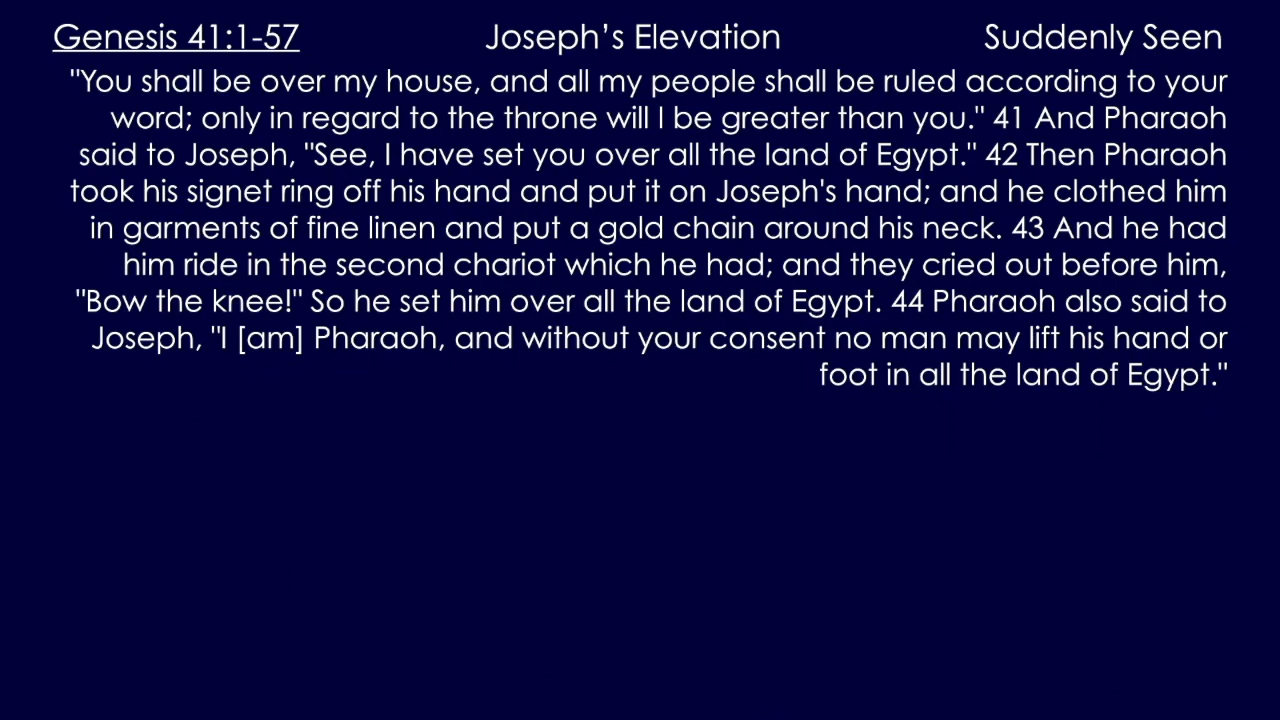 Genesis 41:1-57 Joseph’s Elevation Suddenly Seen
"You shall be over my house, and all my people shall be ruled according to your
word; only in regard to the throne will I be greater than you." 41 And Pharaoh
said to Joseph, "See, I have set you over all the land of Egypt." 42 Then Pharaoh
took his signet ring off his hand and put it on Joseph's hand; and he clothed him
in garments of fine linen and put a gold chain around his neck. 43 And he had
him ride in the second chariot which he had; and they cried out before him,
"Bow the knee!" So he set him over all the land of Egypt. 44 Pharaoh also said to
Joseph, "I [am] Pharaoh, and without your consent no man may lift his hand or
foot in all the land of Egypt."